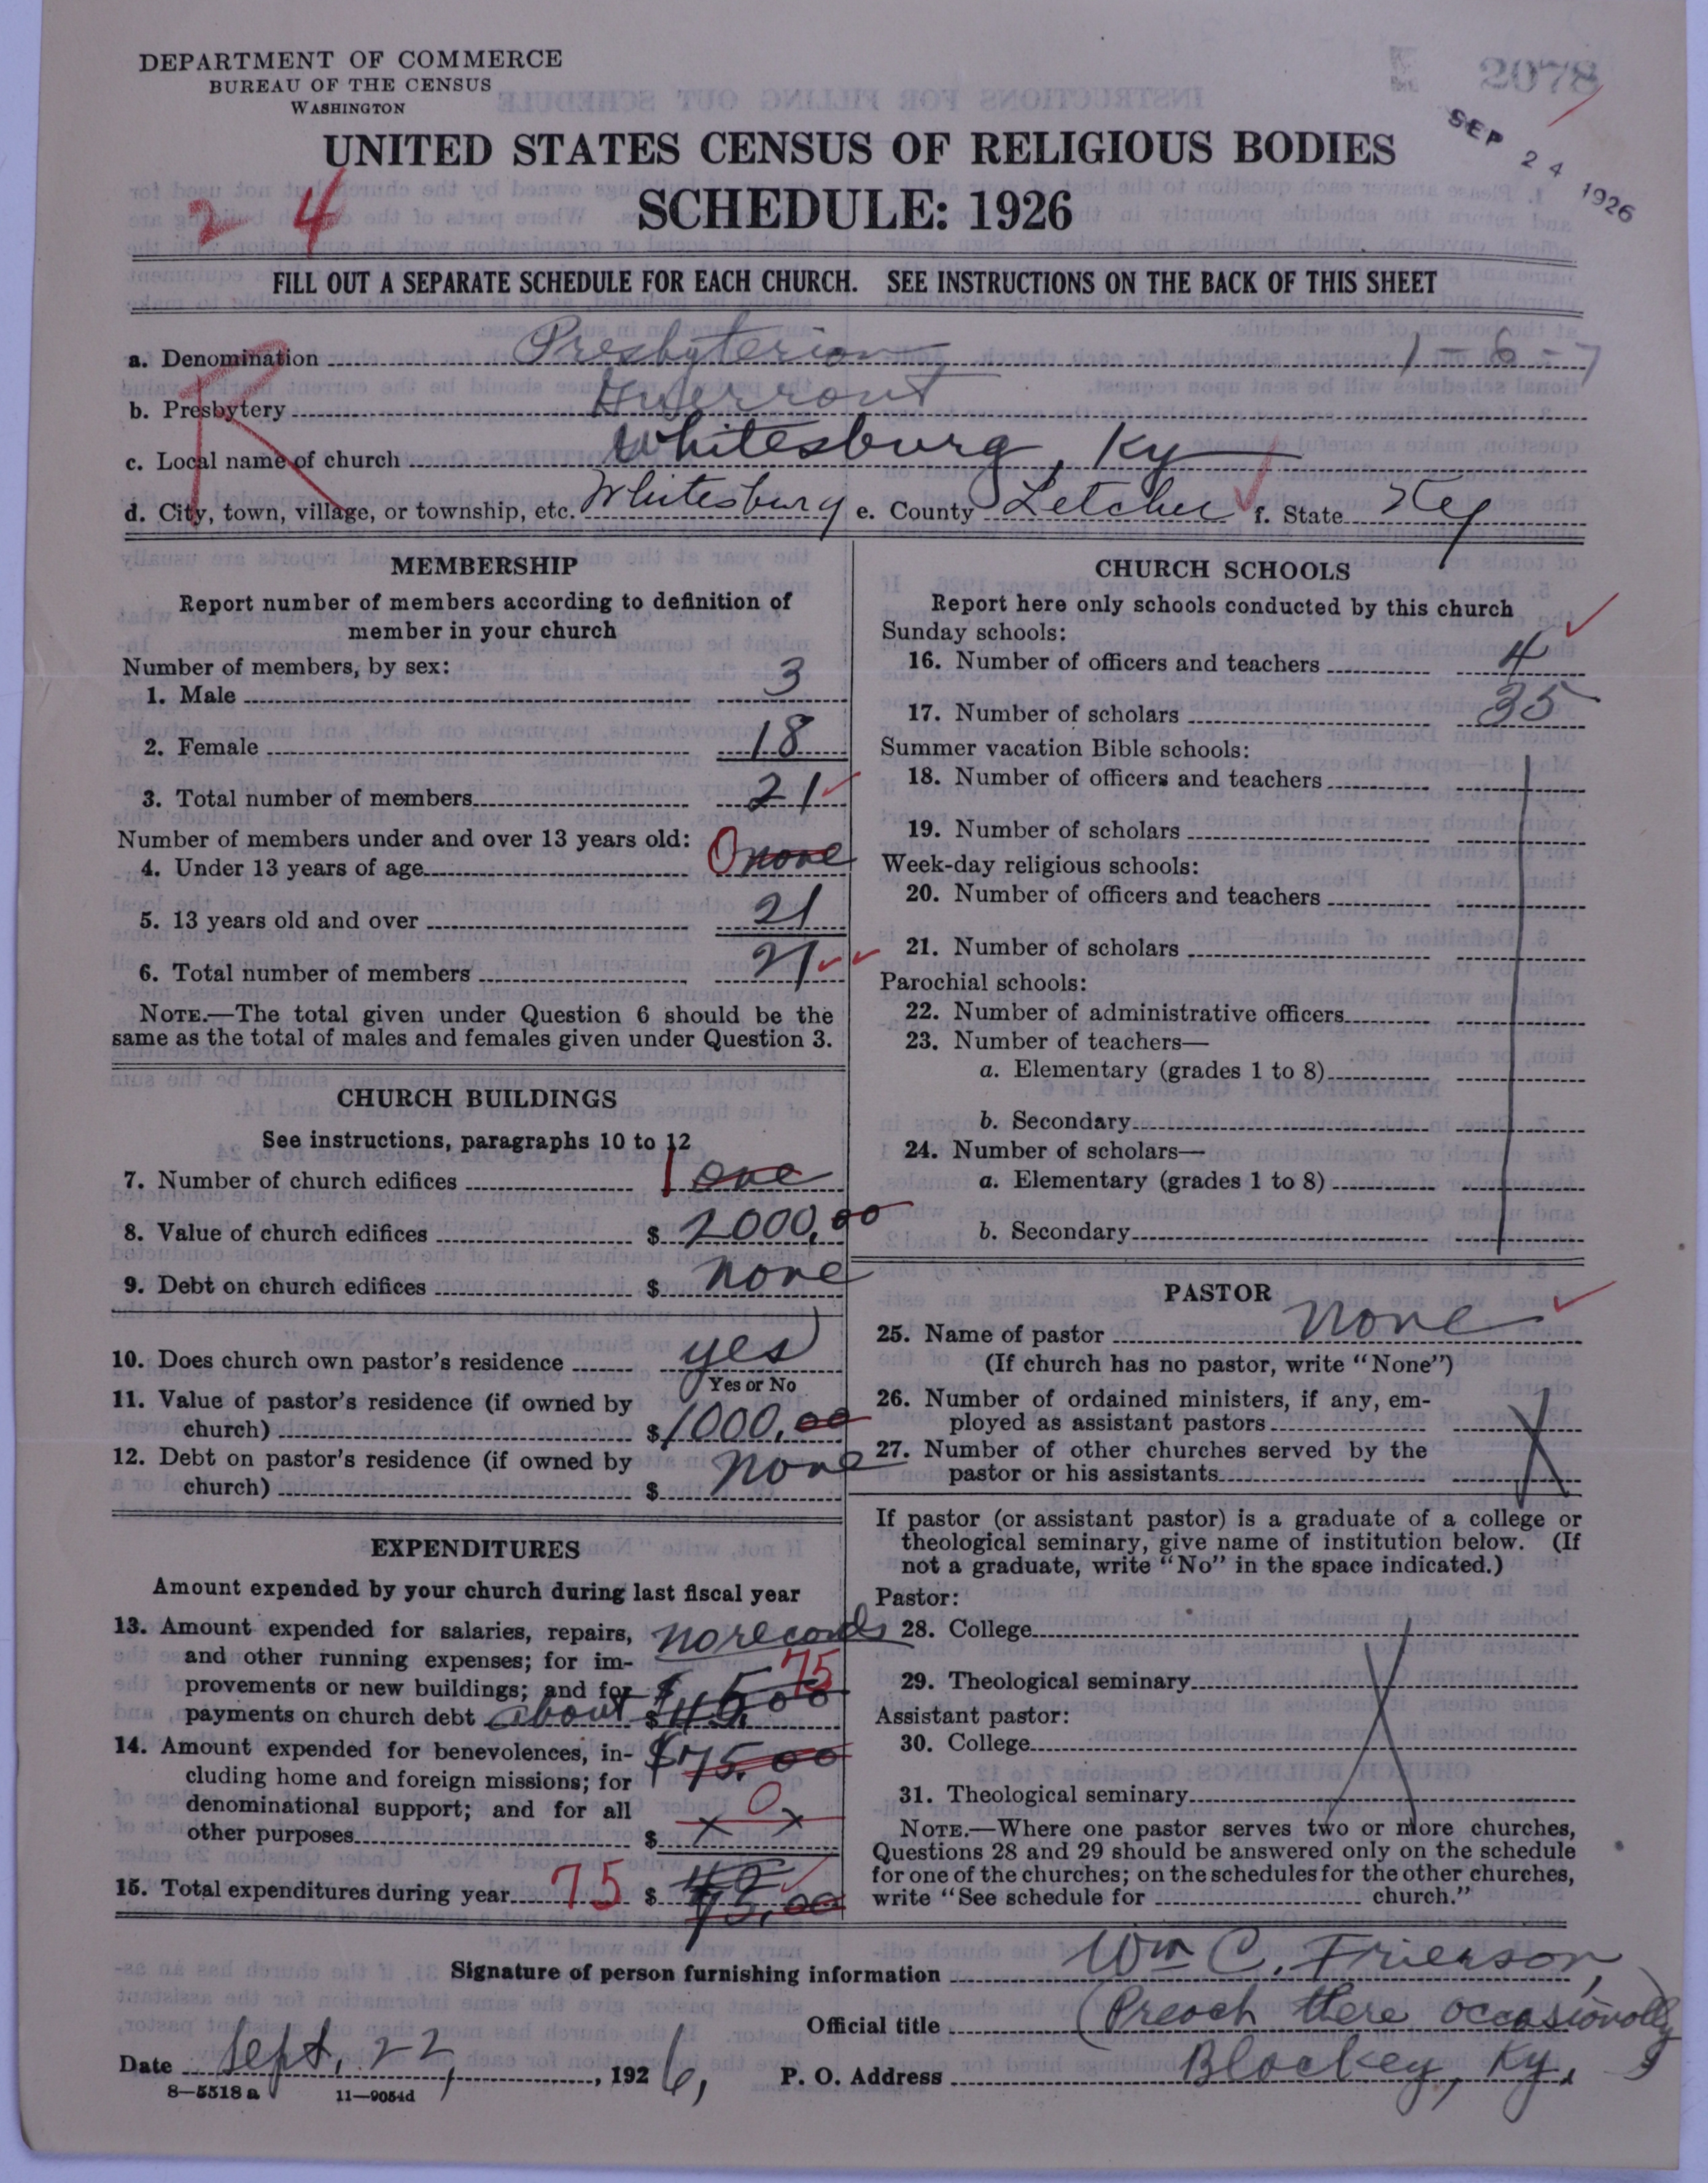 DEPARTMENT OF COMMERCE
BUREAU OF THE CENSUS
WASHINGTON
2078
SEP 24 1926
UNITED STATES CENSUS OF RELIGIOUS BODIES
SCHEDULE: 1926
2 4
FILL OUT A SEPARATE SCHEDULE FOR EACH CHURCH. SEE INSTRUCTIONS ON THE BACK OF THIS SHEET
a. Denomination Presbyterian 1-6-7
b. Presbytery Guerrant
R
c. Local name of church Whitesburg, Ky
d. City, town, village, or township, etc. Whitesburg e. County Letcher f. State Ky
MEMBERSHIP
Report number of members according to definition of
member in your church
Number of members, by sex:
1. Male 3
2. Female 18
3. Total number of members 21
Number of members under and over 13 years old:
4. Under 13 years of age 0 none
5. 13 years old and over 21
6. Total number of members 21
NOTE.—The total given under Question 6 should be the
same as the total of males and females given under Question 3.
CHURCH BUILDINGS
See instructions, paragraphs 10 to 12
7. Number of church edifices 1 one
8. Value of church edifices $ 2000.00
9. Debt on church edifices $ none
10. Does church own pastor's residence yes
Yes or No
11. Value of pastor's residence (if owned by
church) $ 1000.00
12. Debt on pastor's residence (if owned by
church) $ none
EXPENDITURES
Amount expended by your church during last fiscal year
13. Amount expended for salaries, repairs, no records
and other running expenses; for im-
provements or new buildings; and for 75
payments on church debt about $
14. Amount expended for benevolences, in- $75.00
cluding home and foreign missions; for
denominational support; and for all 0
other purposes $ x x
15. Total expenditures during year 75 $ 75.00
CHURCH SCHOOLS
Report here only schools conducted by this church
Sunday schools:
16. Number of officers and teachers 4
17. Number of scholars 35
Summer vacation Bible schools:
18. Number of officers and teachers
19. Number of scholars
Week-day religious schools:
20. Number of officers and teachers
21. Number of scholars
Parochial schools:
22. Number of administrative officers
23. Number of teachers—
a. Elementary (grades 1 to 8)
b. Secondary
24. Number of scholars—
a. Elementary (grades 1 to 8)
b. Secondary
PASTOR
25. Name of pastor None
(If church has no pastor, write "None")
26. Number of ordained ministers, if any, em-
ployed as assistant pastors
27. Number of other churches served by the
pastor or his assistants
If pastor (or assistant pastor) is a graduate of a college or
theological seminary, give name of institution below. (If
not a graduate, write "No" in the space indicated.)
Pastor:
28. College
29. Theological seminary
Assistant pastor:
30. College
31. Theological seminary
NOTE.—Where one pastor serves two or more churches,
Questions 28 and 29 should be answered only on the schedule
for one of the churches; on the schedules for the other churches,
write "See schedule for church."
Signature of person furnishing information Wm C. Frierson,
Official title (Preach there occasionally)
Date Sept. 22, 1926, P. O. Address Blackey, Ky.
8-5518 a 11-9054d